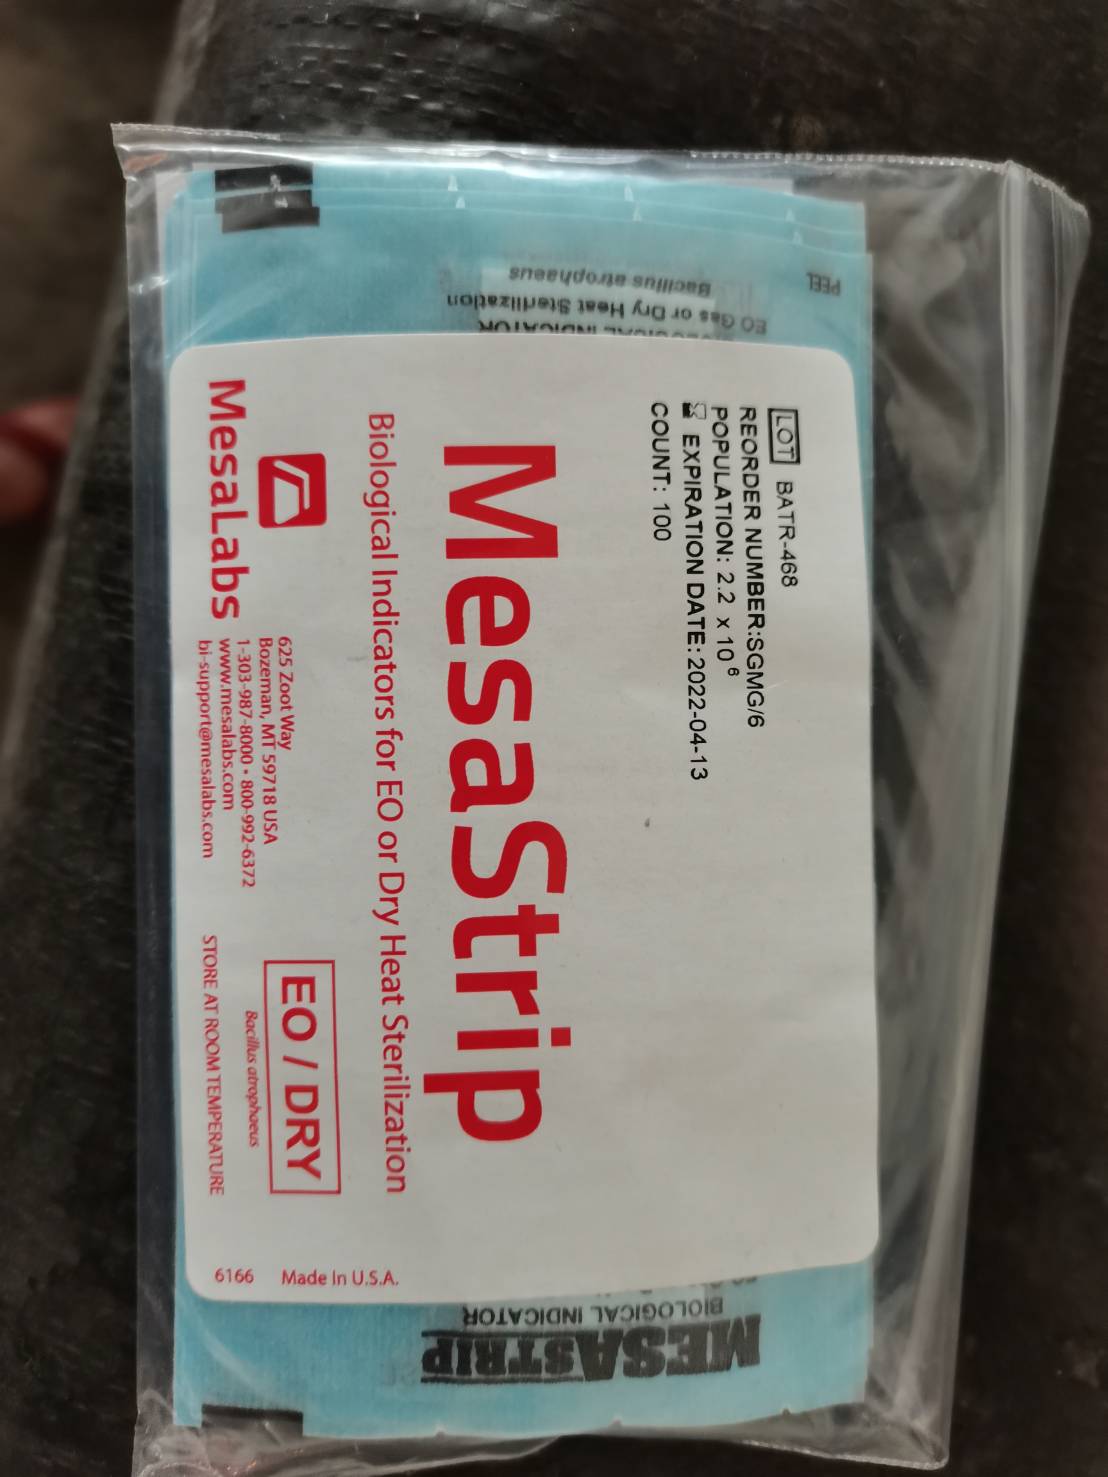 LOT BATR-468
REORDER NUMBER:SGMG/6
POPULATION: 2.2 x 10⁶
EXPIRATION DATE: 2022-04-13
COUNT: 100
MesaStrip
Biological Indicators for EO or Dry Heat Sterilization
MesaLabs
625 Zoot Way
Bozeman, MT 59718 USA
1-303-987-8000 • 800-992-6372
www.mesalabs.com
bi-support@mesalabs.com
EO / DRY
Bacillus atrophaeus
STORE AT ROOM TEMPERATURE
6166 Made In U.S.A.
PEEL
INDICATOR
EO Gas or Dry Heat Sterilization
Bacillus atrophaeus
MESASTRIP
BIOLOGICAL INDICATOR